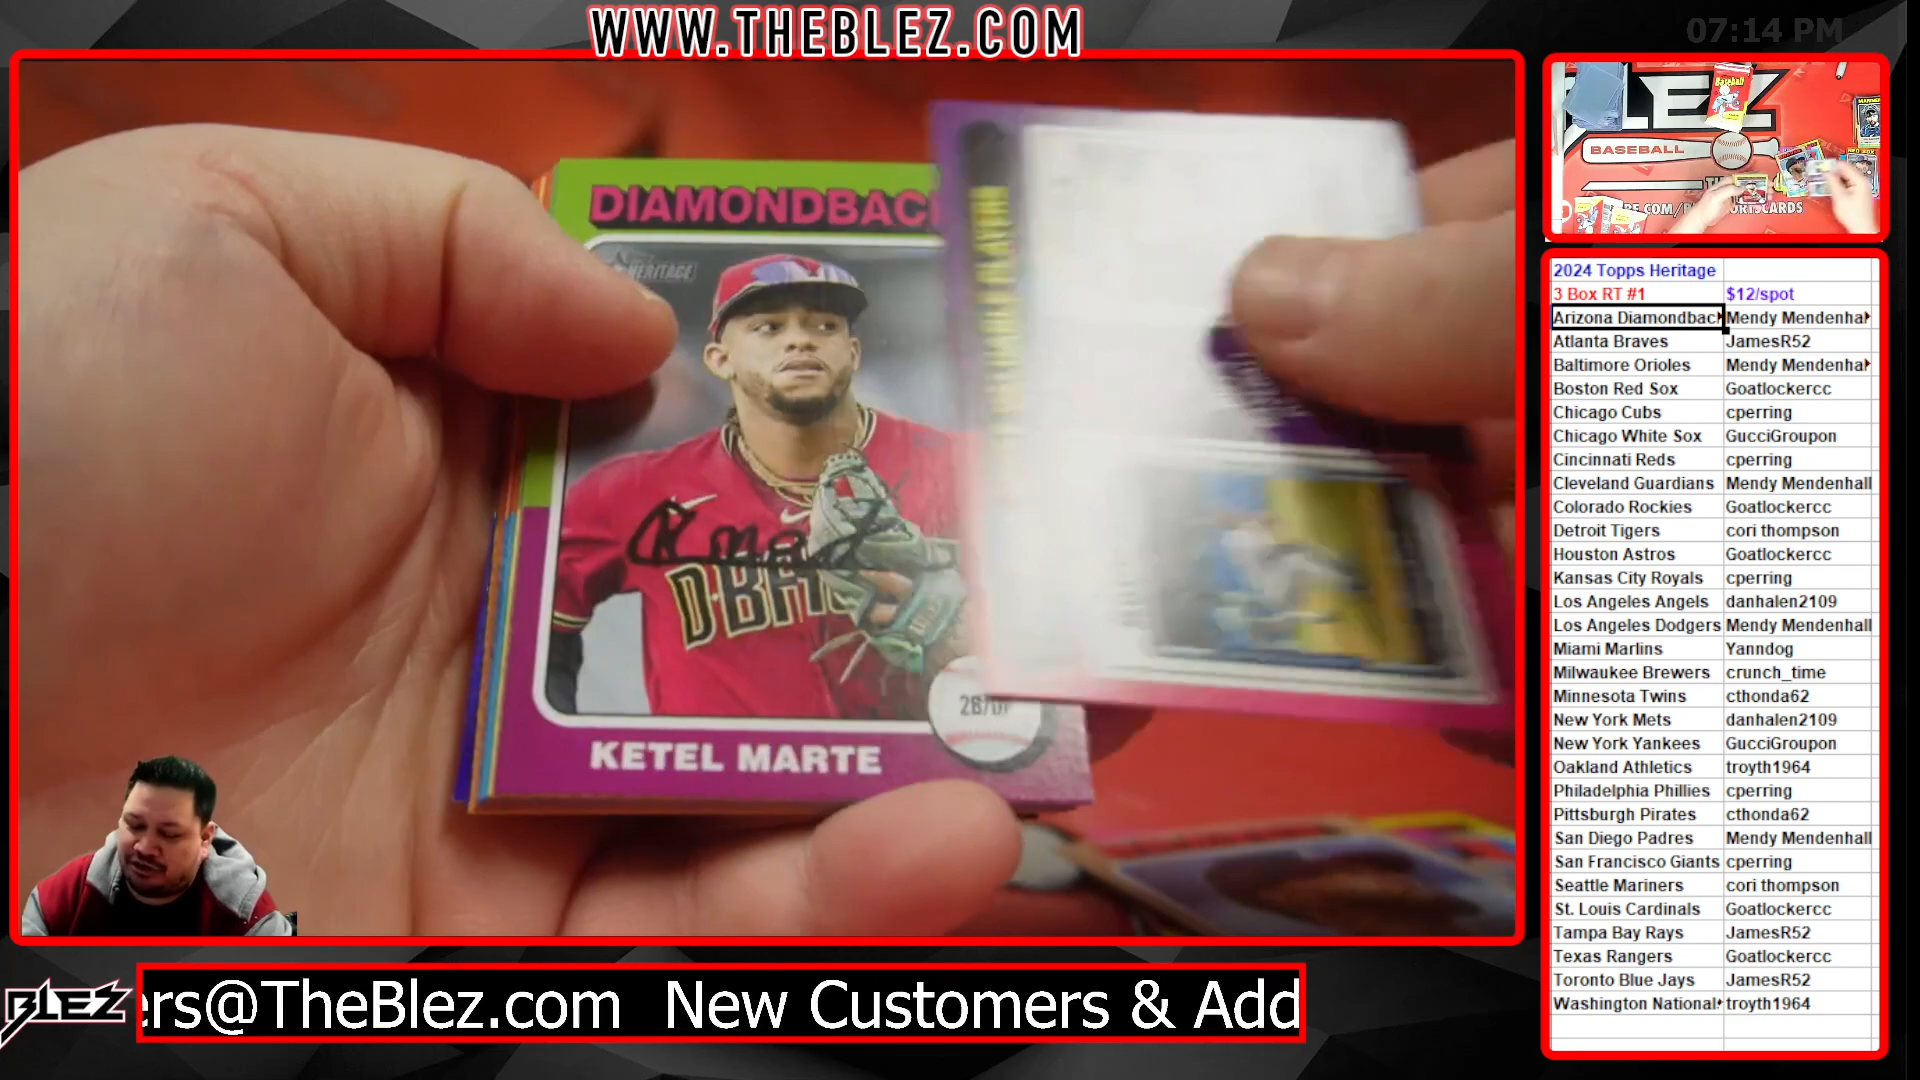 WWW.THEBLEZ.COM
07:14 PM
DIAMONDBAC
HERITAGE
DBA
KETEL MARTE
BLEZ
Baseball
BASEBALL
2024 Topps Heritage
3 Box RT #1 $12/spot
Arizona Diamondbac Mendy Mendenhal
Atlanta Braves JamesR52
Baltimore Orioles Mendy Mendenhal
Boston Red Sox Goatlockercc
Chicago Cubs cperring
Chicago White Sox GucciGroupon
Cincinnati Reds cperring
Cleveland Guardians Mendy Mendenhall
Colorado Rockies Goatlockercc
Detroit Tigers cori thompson
Houston Astros Goatlockercc
Kansas City Royals cperring
Los Angeles Angels danhalen2109
Los Angeles Dodgers Mendy Mendenhall
Miami Marlins Yanndog
Milwaukee Brewers crunch_time
Minnesota Twins cthonda62
New York Mets danhalen2109
New York Yankees GucciGroupon
Oakland Athletics troyth1964
Philadelphia Phillies cperring
Pittsburgh Pirates cthonda62
San Diego Padres Mendy Mendenhall
San Francisco Giants cperring
Seattle Mariners cori thompson
St. Louis Cardinals Goatlockercc
Tampa Bay Rays JamesR52
Texas Rangers Goatlockercc
Toronto Blue Jays JamesR52
Washington National troyth1964
BLEZ
ers@TheBlez.com New Customers & Add